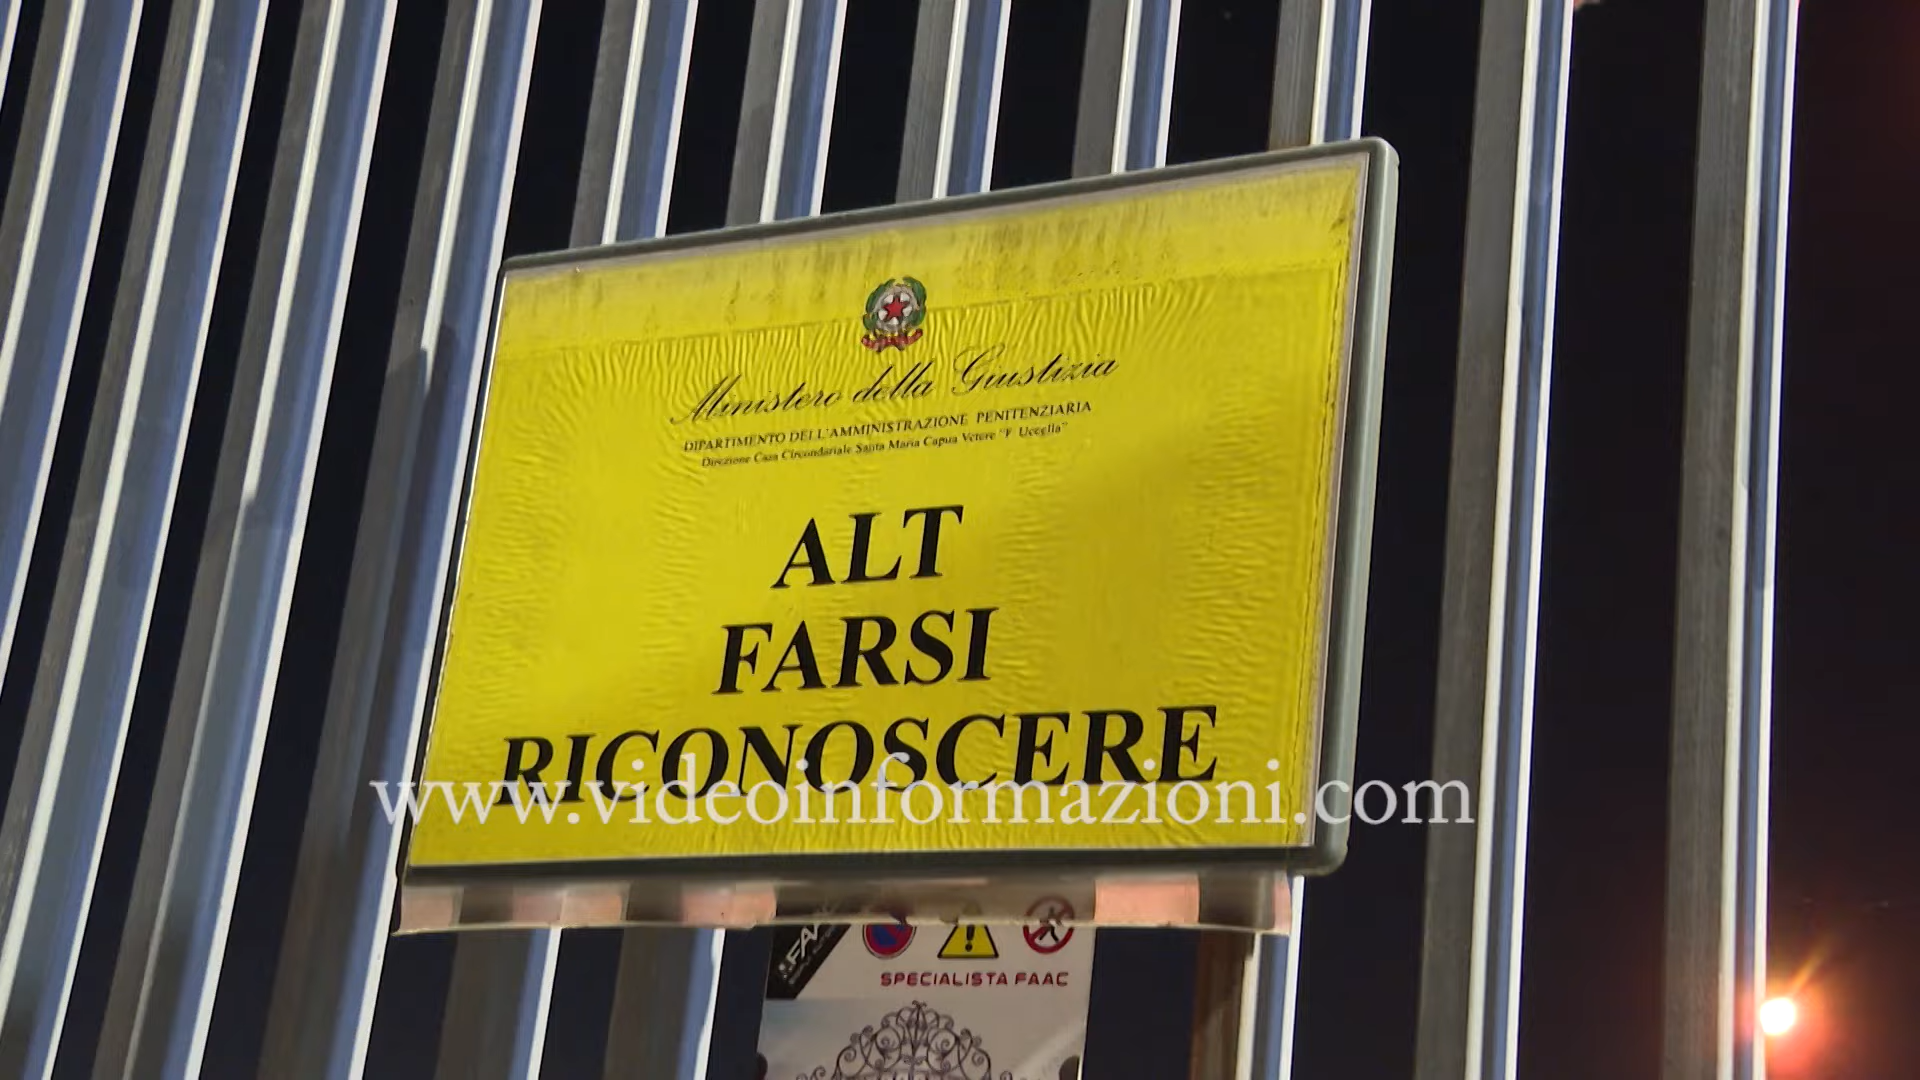 Ministero della Giustizia
DIPARTIMENTO DELL'AMMINISTRAZIONE PENITENZIARIA
Direzione Casa Circondariale Santa Maria Capua Vetere "F. Uccella"
ALT
FARSI
RICONOSCERE
www.videoinformazioni.com
FAAC
SPECIALISTA FAAC